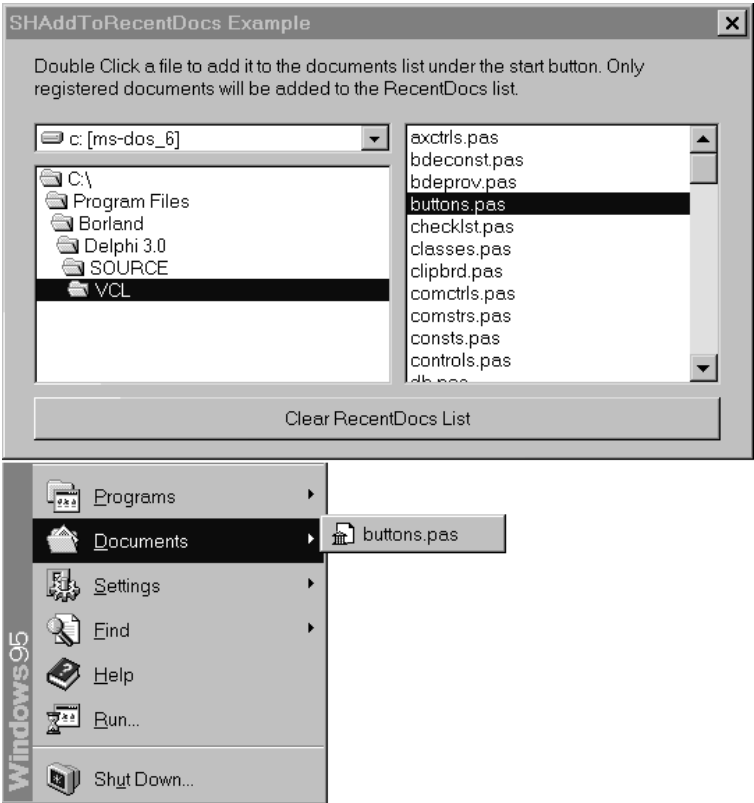 SHAddToRecentDocs Example
Double Click a file to add it to the documents list under the start button. Only
registered documents will be added to the RecentDocs list.
c: [ms-dos_6]
C:\
Program Files
Borland
Delphi 3.0
SOURCE
VCL
axctrls.pas
bdeconst.pas
bdeprov.pas
buttons.pas
checklst.pas
classes.pas
clipbrd.pas
comctrls.pas
comstrs.pas
consts.pas
controls.pas
db.pas
Clear RecentDocs List
Programs
Documents
buttons.pas
Settings
Find
Help
Run...
Shut Down...
Windows95